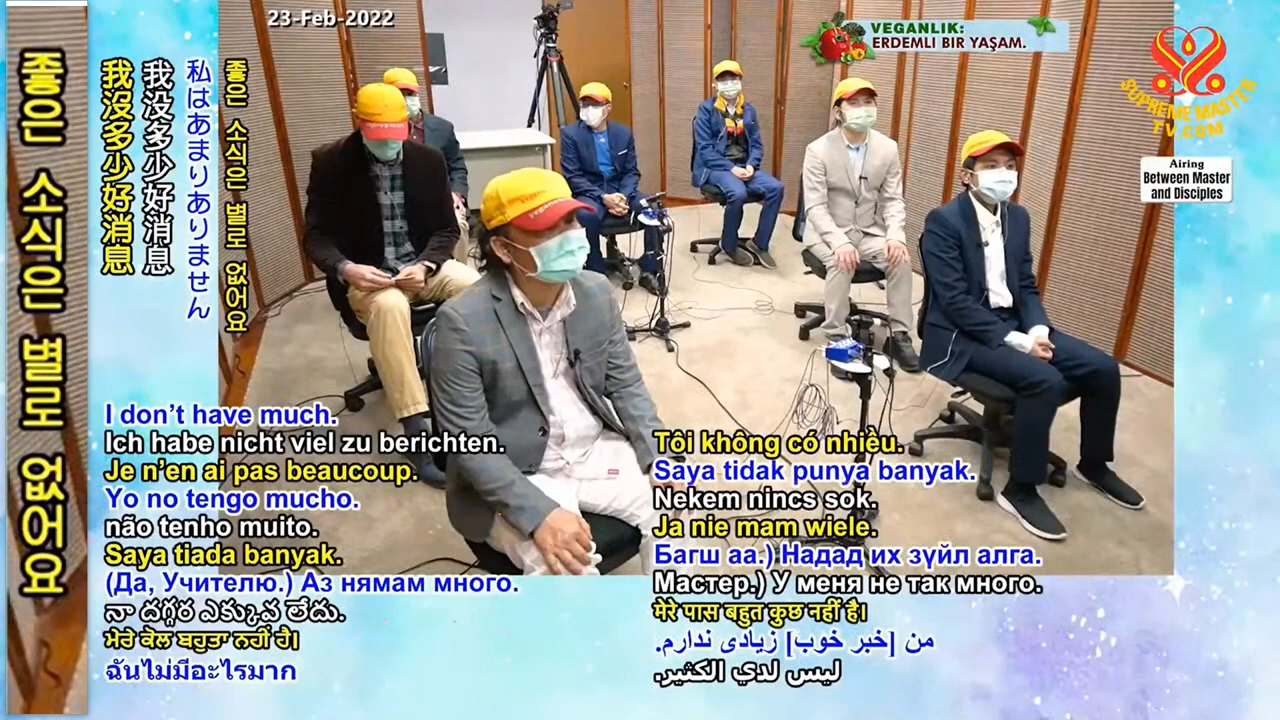 23-Feb-2022
VEGANLIK:
ERDEMLI BIR YAŞAM.
SUPREME MASTER
TV.COM
Airing
Between Master
and Disciples
좋은 소식은 별로 없어요
我沒多少好消息
我没多少好消息
私はあまりありません
좋은 소식은 별로 없어요
I don't have much.
Ich habe nicht viel zu berichten.
Je n'en ai pas beaucoup.
Yo no tengo mucho.
não tenho muito.
Saya tiada banyak.
(Да, Учителю.) Аз нямам много.
నా దగ్గర ఎక్కువ లేదు.
ਮੇਰੇ ਕੋਲ ਬਹੁਤਾ ਨਹੀਂ ਹੈ।
ฉันไม่มีอะไรมาก
Tôi không có nhiều.
Saya tidak punya banyak.
Nekem nincs sok.
Ja nie mam wiele.
Багш аа.) Надад их зүйл алга.
Мастер.) У меня не так много.
मेरे पास बहुत कुछ नहीं है।
من [خبر خوب] زیادی ندارم.
ليس لدي الكثير.